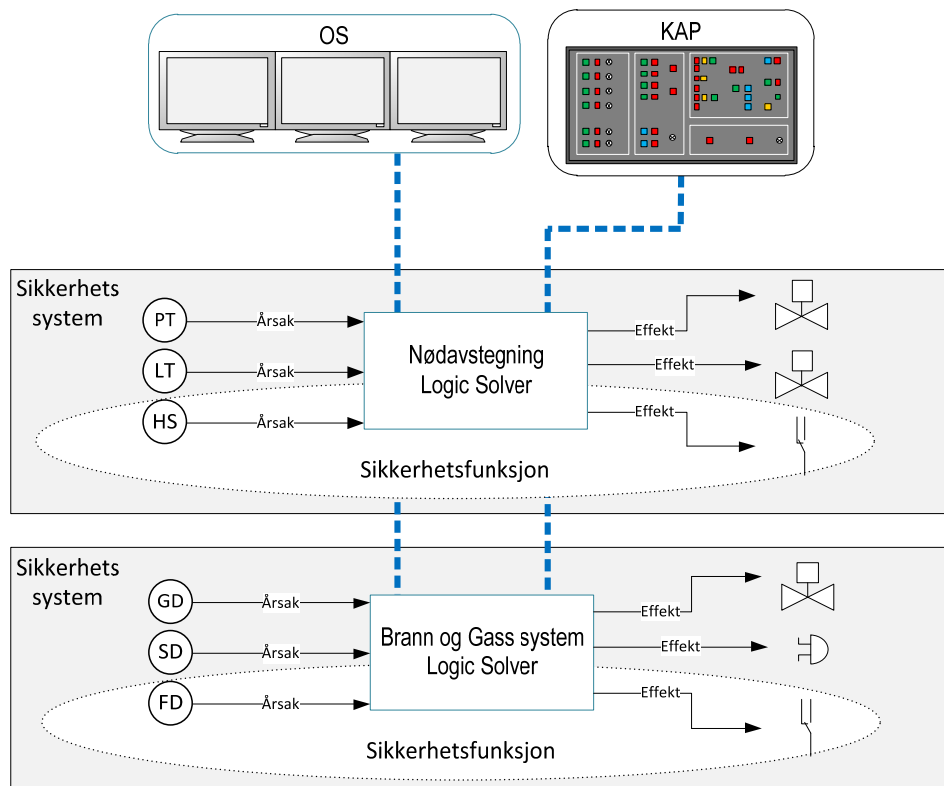 OS
KAP
Sikkerhets
system
PT
Årsak
Effekt
Nødavstegning
Logic Solver
LT
Årsak
Effekt
HS
Årsak
Effekt
Sikkerhetsfunksjon
Sikkerhets
system
GD
Årsak
Effekt
Brann og Gass system
Logic Solver
SD
Årsak
Effekt
FD
Årsak
Effekt
Sikkerhetsfunksjon